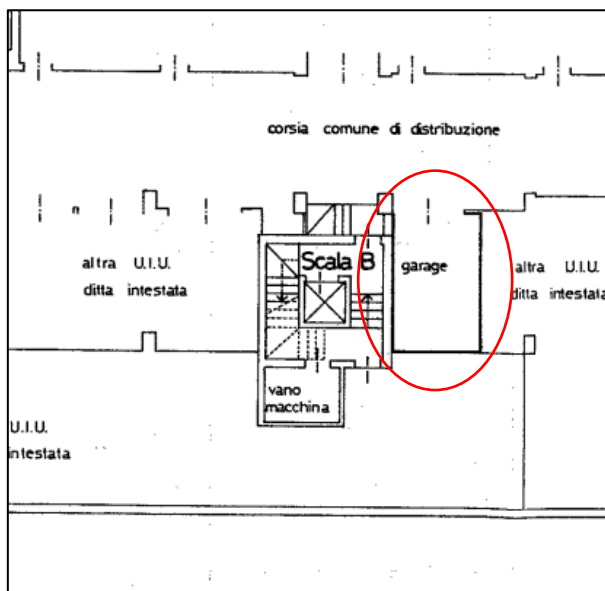 corsia comune di distribuzione
altra U.I.U.
ditta intestata
Scala B
garage
altra U.I.U.
ditta intestata
vano
macchina
U.I.U.
intestata